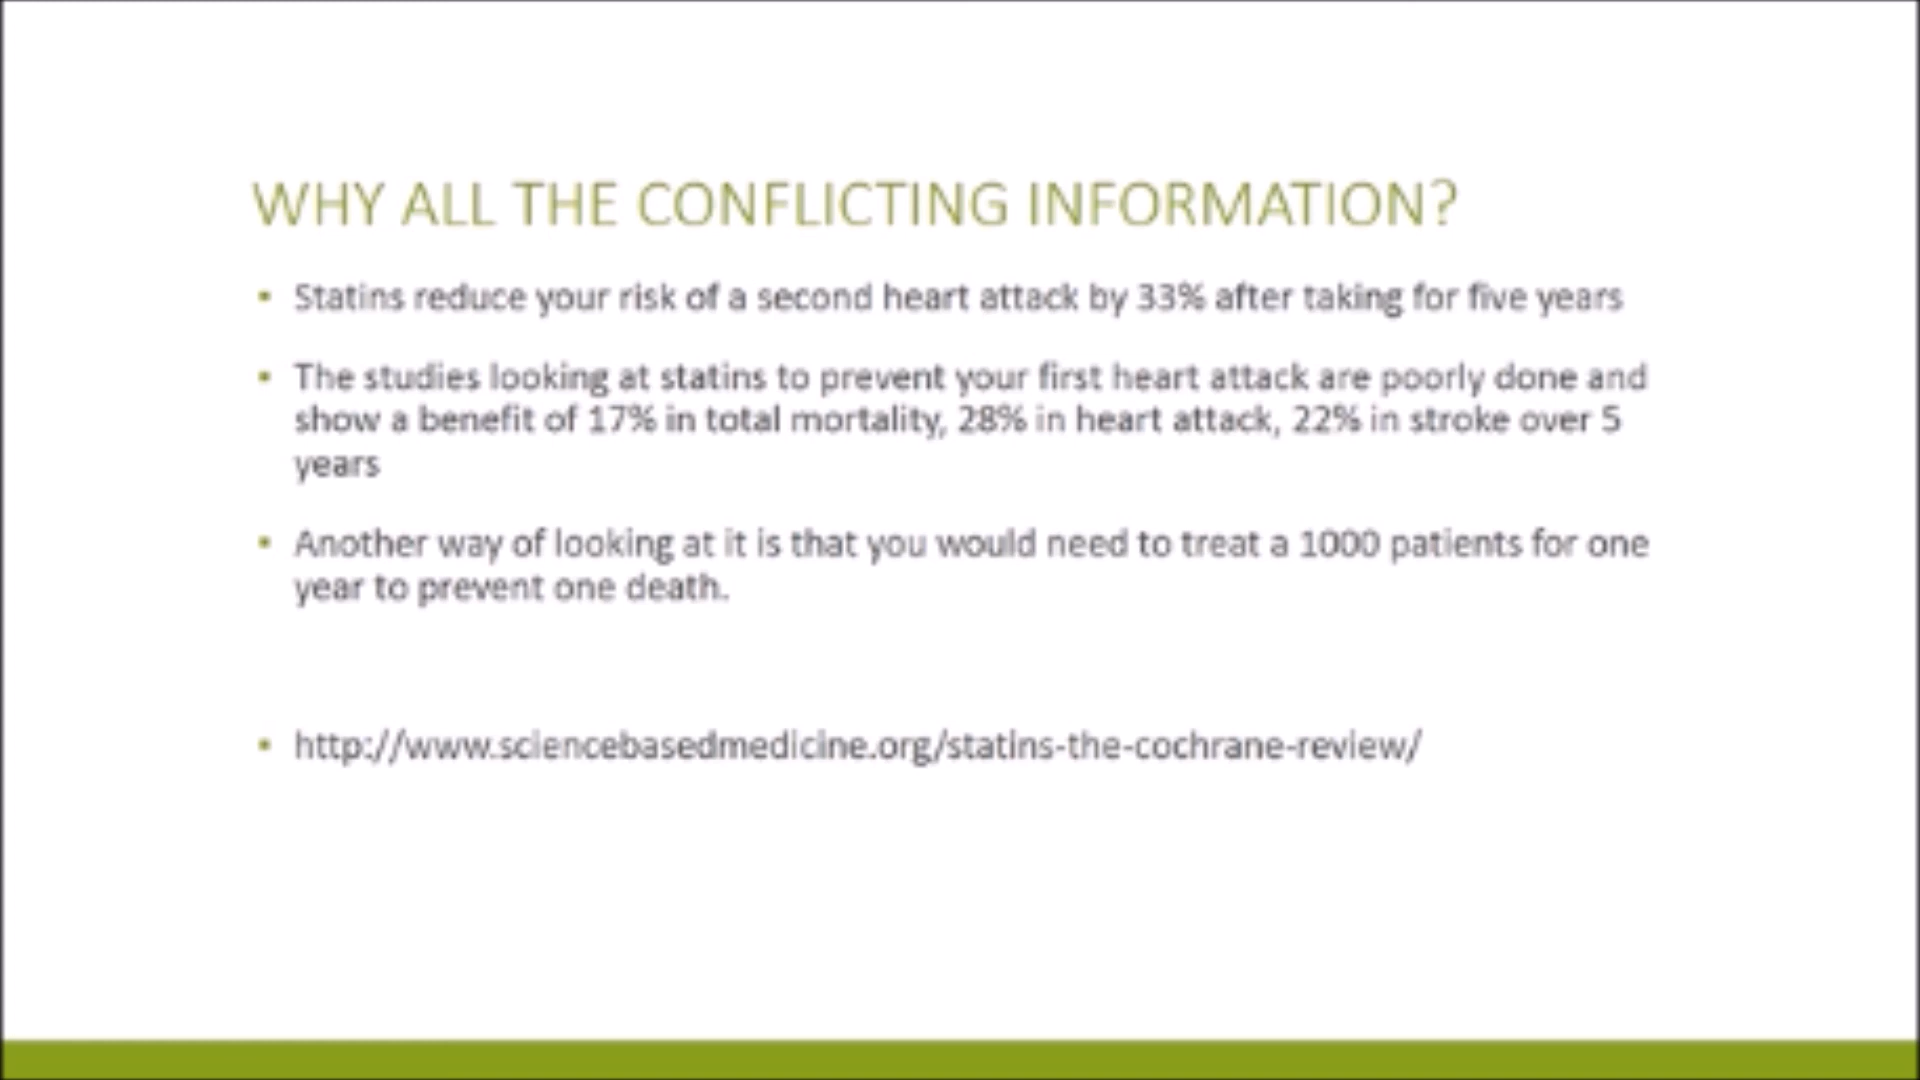 WHY ALL THE CONFLICTING INFORMATION?
▪ Statins reduce your risk of a second heart attack by 33% after taking for five years
▪ The studies looking at statins to prevent your first heart attack are poorly done and
show a benefit of 17% in total mortality, 28% in heart attack, 22% in stroke over 5
years
▪ Another way of looking at it is that you would need to treat a 1000 patients for one
year to prevent one death.
▪ http://www.sciencebasedmedicine.org/statins-the-cochrane-review/